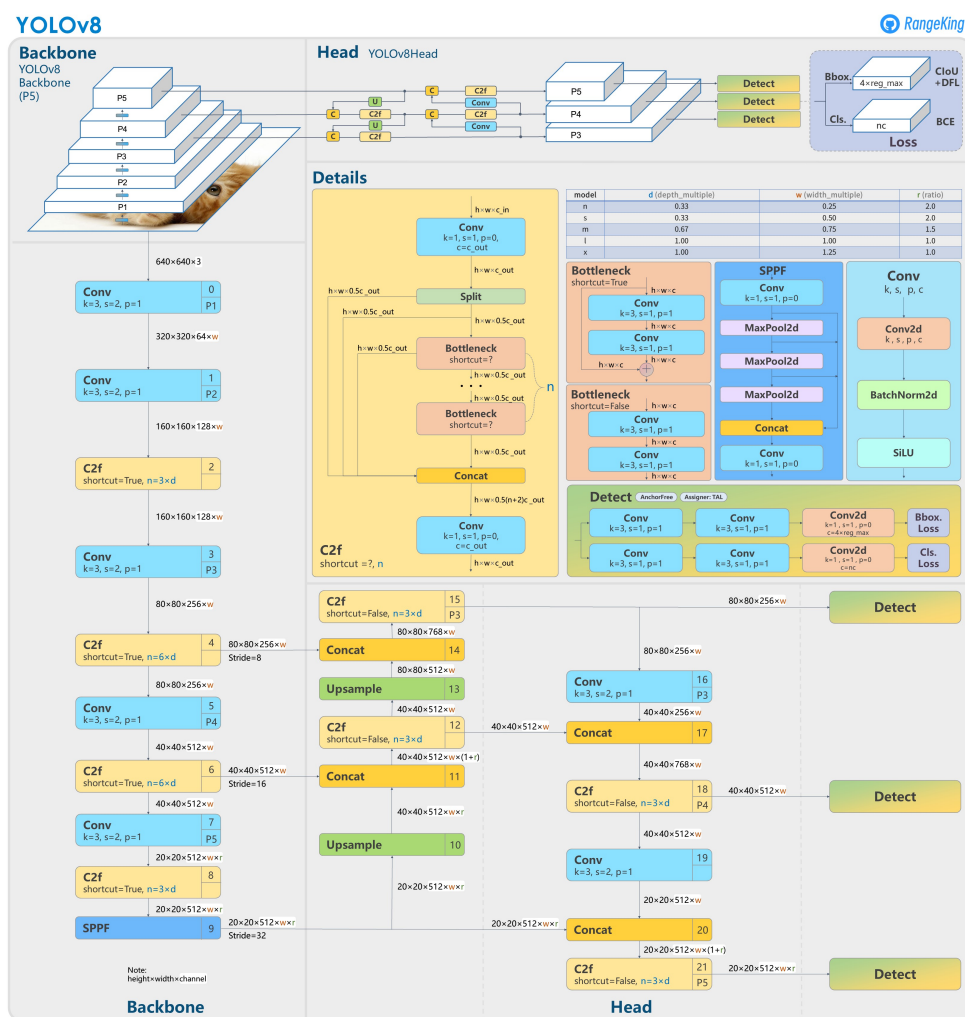 YOLOv8
RangeKing
Backbone
YOLOv8
Backbone
(P5)
P5
P4
P3
P2
P1
Head YOLOv8Head
C
C2f
U
Conv
C
C2f
C
C2f
U
Conv
C
C2f
P5
P4
P3
Detect
Detect
Detect
Bbox.
4×reg_max
CIoU
+DFL
Cls.
nc
BCE
Loss
640×640×3
Conv
k=3, s=2, p=1
0
P1
320×320×64×w
Conv
k=3, s=2, p=1
1
P2
160×160×128×w
C2f
shortcut=True, n=3×d
2
160×160×128×w
Conv
k=3, s=2, p=1
3
P3
80×80×256×w
C2f
shortcut=True, n=6×d
4
80×80×256×w
Stride=8
80×80×256×w
Conv
k=3, s=2, p=1
5
P4
40×40×512×w
C2f
shortcut=True, n=6×d
6
40×40×512×w
Stride=16
40×40×512×w
Conv
k=3, s=2, p=1
7
P5
20×20×512×w×r
C2f
shortcut=True, n=3×d
8
20×20×512×w×r
SPPF
9
20×20×512×w×r
Stride=32
Note:
height×width×channel
Backbone
Details
h×w×c_in
Conv
k=1, s=1, p=0,
c=c_out
h×w×c_out
Split
h×w×0.5c_out
h×w×0.5c_out
h×w×0.5c_out
h×w×0.5c_out
Bottleneck
shortcut=?
h×w×0.5c_out
...
h×w×0.5c_out
n
Bottleneck
shortcut=?
h×w×0.5c_out
Concat
h×w×0.5(n+2)c_out
Conv
k=1, s=1, p=0,
c=c_out
h×w×c_out
C2f
shortcut =?, n
model d (depth_multiple) w (width_multiple) r (ratio)
n 0.33 0.25 2.0
s 0.33 0.50 2.0
m 0.67 0.75 1.5
l 1.00 1.00 1.0
x 1.00 1.25 1.0
Bottleneck
shortcut=True
h×w×c
Conv
k=3, s=1, p=1
h×w×c
Conv
k=3, s=1, p=1
h×w×c
h×w×c
+
Bottleneck
shortcut=False
h×w×c
Conv
k=3, s=1, p=1
h×w×c
Conv
k=3, s=1, p=1
h×w×c
SPPF
Conv
k=1, s=1, p=0
MaxPool2d
MaxPool2d
MaxPool2d
Concat
Conv
k=1, s=1, p=0
Conv
k, s, p, c
Conv2d
k, s, p, c
BatchNorm2d
SiLU
Detect AnchorFree Assigner: TAL
Conv
k=3, s=1, p=1
Conv
k=3, s=1, p=1
Conv2d
k=1, s=1, p=0
c=4×reg_max
Bbox.
Loss
Conv
k=3, s=1, p=1
Conv
k=3, s=1, p=1
Conv2d
k=1, s=1, p=0
c=nc
Cls.
Loss
C2f
shortcut=False, n=3×d
15
P3
80×80×768×w
Concat
14
80×80×512×w
Upsample
13
40×40×512×w
C2f
shortcut=False, n=3×d
12
40×40×512×w
40×40×512×w×(1+r)
Concat
11
40×40×512×w×r
Upsample
10
20×20×512×w×r
80×80×256×w
Detect
80×80×256×w
Conv
k=3, s=2, p=1
16
P3
40×40×256×w
Concat
17
40×40×768×w
C2f
shortcut=False, n=3×d
18
P4
40×40×512×w
Detect
40×40×512×w
Conv
k=3, s=2, p=1
19
20×20×512×w
20×20×512×w×r
Concat
20
20×20×512×w×(1+r)
C2f
shortcut=False, n=3×d
21
P5
20×20×512×w×r
Detect
Head